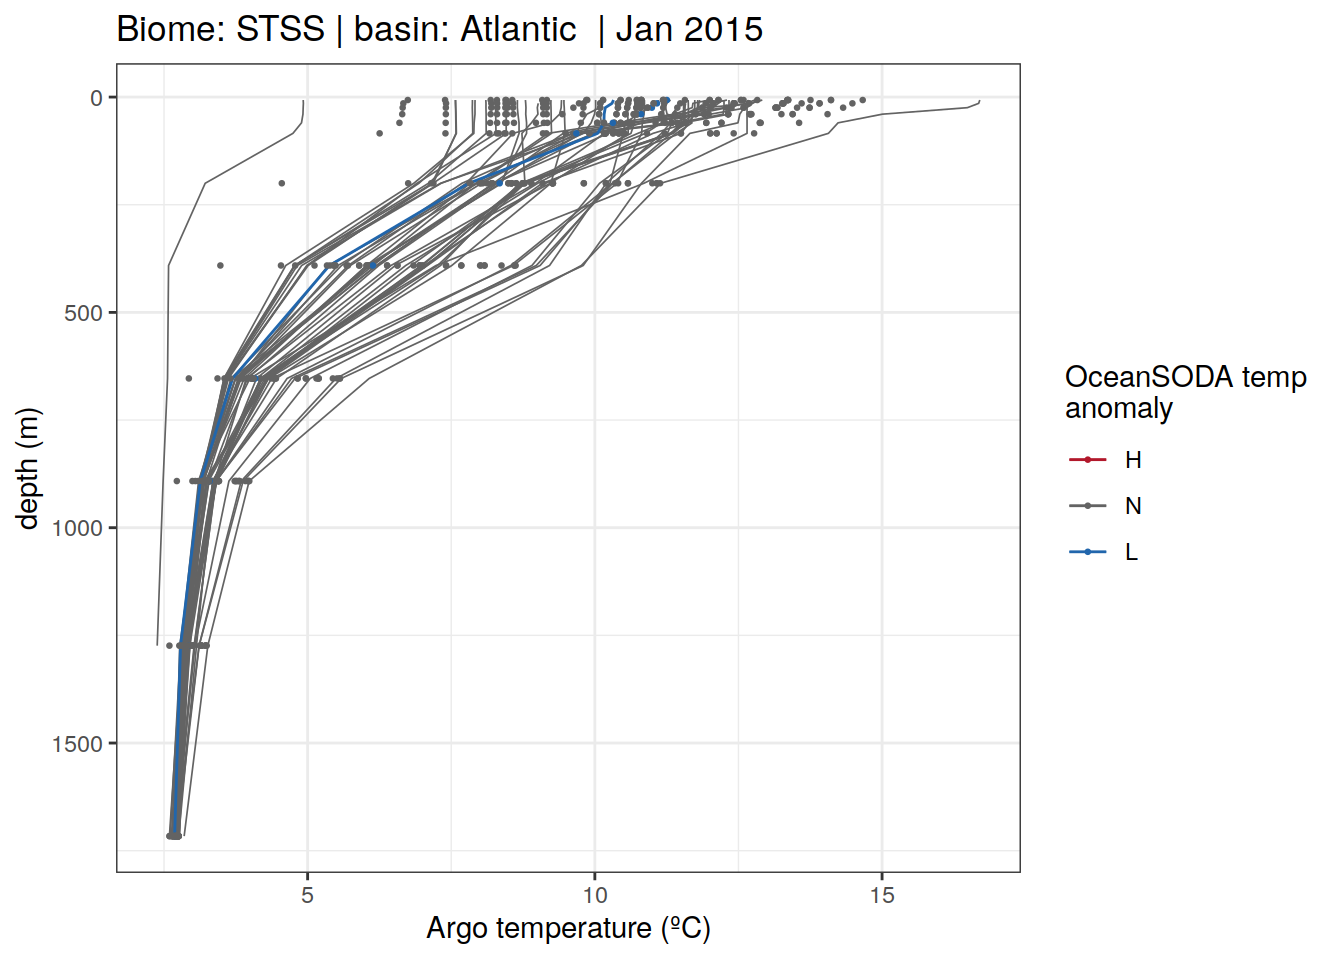 Biome: STSS | basin: Atlantic  | Jan 2015
0
500
1000
1500
depth (m)
5
10
15
Argo temperature (ºC)
OceanSODA temp
anomaly
H
N
L